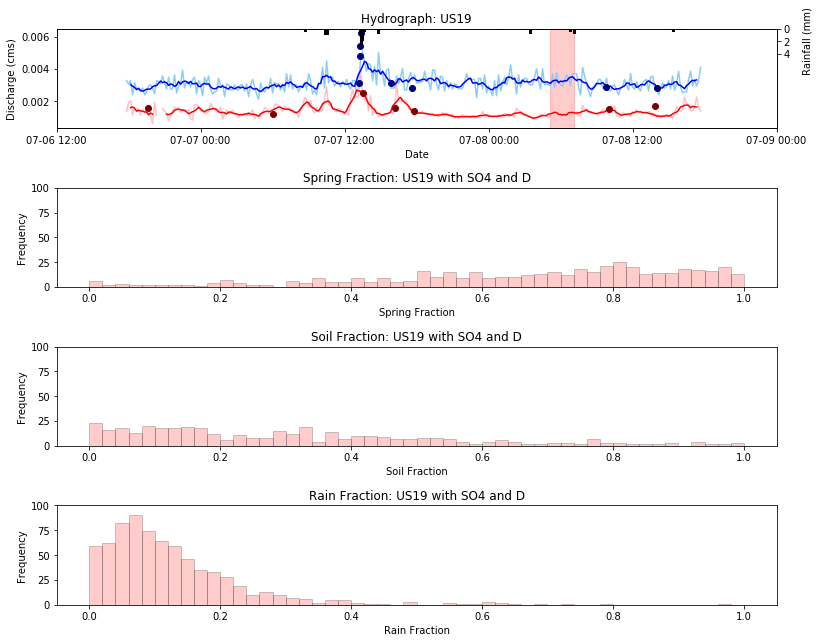 Hydrograph: US19
0.006
0.004
0.002
Discharge (cms)
0
2
4
Rainfall (mm)
07-06 12:00 07-07 00:00 07-07 12:00 07-08 00:00 07-08 12:00 07-09 00:00
Date
Spring Fraction: US19 with SO4 and D
100
75
50
25
0
Frequency
0.0 0.2 0.4 0.6 0.8 1.0
Spring Fraction
Soil Fraction: US19 with SO4 and D
100
75
50
25
0
Frequency
0.0 0.2 0.4 0.6 0.8 1.0
Soil Fraction
Rain Fraction: US19 with SO4 and D
100
75
50
25
0
Frequency
0.0 0.2 0.4 0.6 0.8 1.0
Rain Fraction